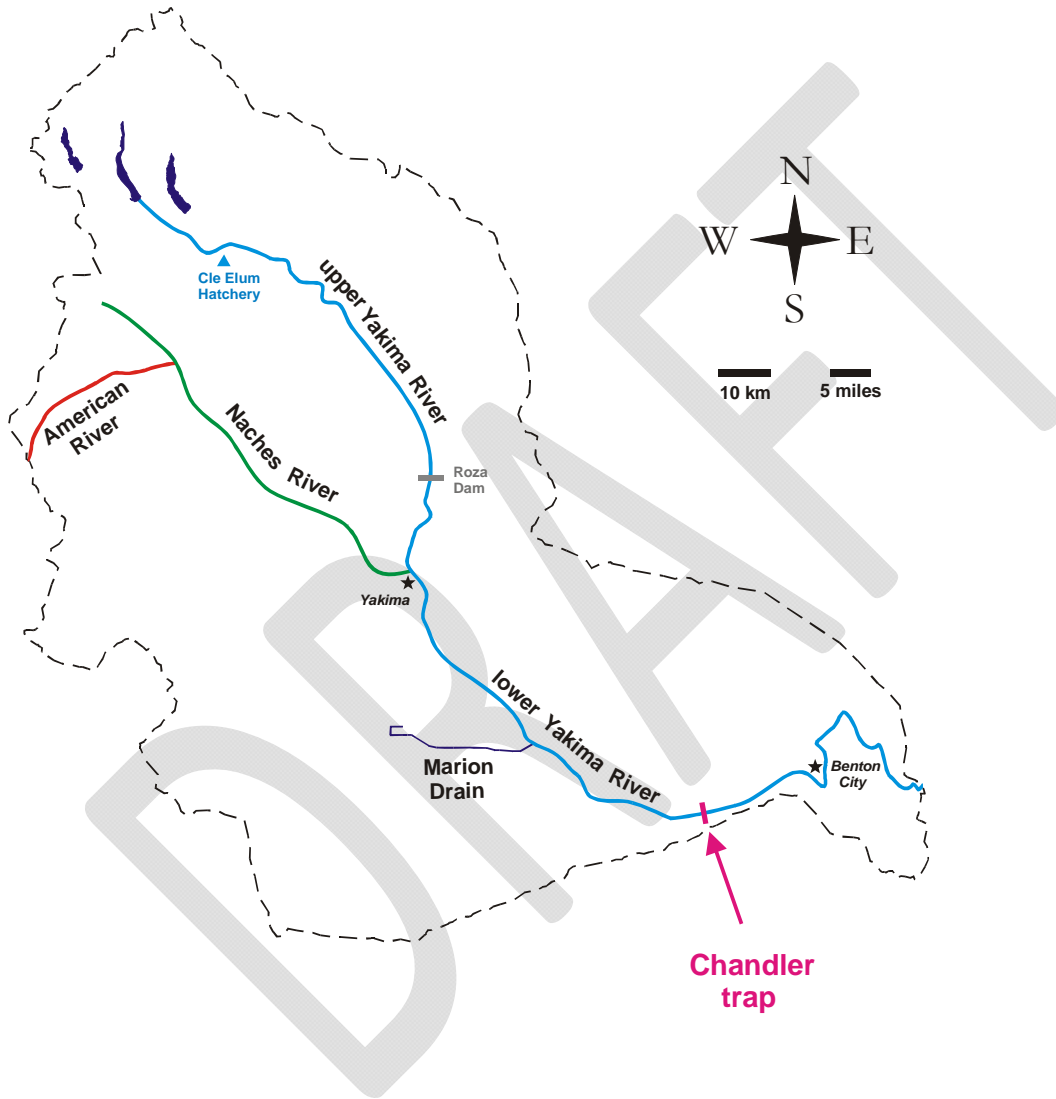 N
W E
S
10 km 5 miles
Cle Elum
Hatchery
upper Yakima River
American
River
Naches River
Roza
Dam
Yakima
lower Yakima River
Marion
Drain
Benton
City
Chandler
trap
DRAFT